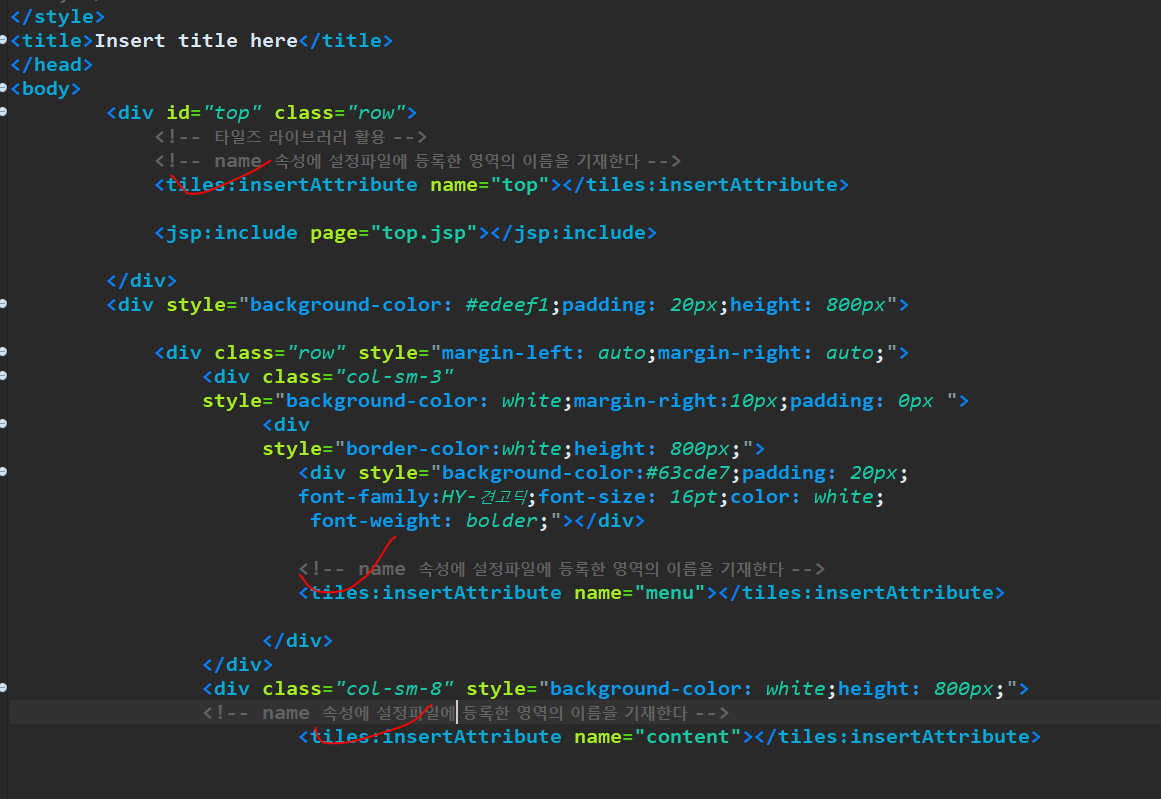 </style>
<title>Insert title here</title>
</head>
<body>
<div id="top" class="row">
<!-- 타일즈 라이브러리 활용 -->
<!-- name 속성에 설정파일에 등록한 영역의 이름을 기재한다 -->
<tiles:insertAttribute name="top"></tiles:insertAttribute>
<jsp:include page="top.jsp"></jsp:include>
</div>
<div style="background-color: #edeef1;padding: 20px;height: 800px">
<div class="row" style="margin-left: auto;margin-right: auto;">
<div class="col-sm-3"
style="background-color: white;margin-right:10px;padding: 0px ">
<div
style="border-color:white;height: 800px;">
<div style="background-color:#63cde7;padding: 20px;
font-family:HY-견고딕;font-size: 16pt;color: white;
font-weight: bolder;"></div>
<!-- name 속성에 설정파일에 등록한 영역의 이름을 기재한다 -->
<tiles:insertAttribute name="menu"></tiles:insertAttribute>
</div>
</div>
<div class="col-sm-8" style="background-color: white;height: 800px;">
<!-- name 속성에 설정파일에 등록한 영역의 이름을 기재한다 -->
<tiles:insertAttribute name="content"></tiles:insertAttribute>